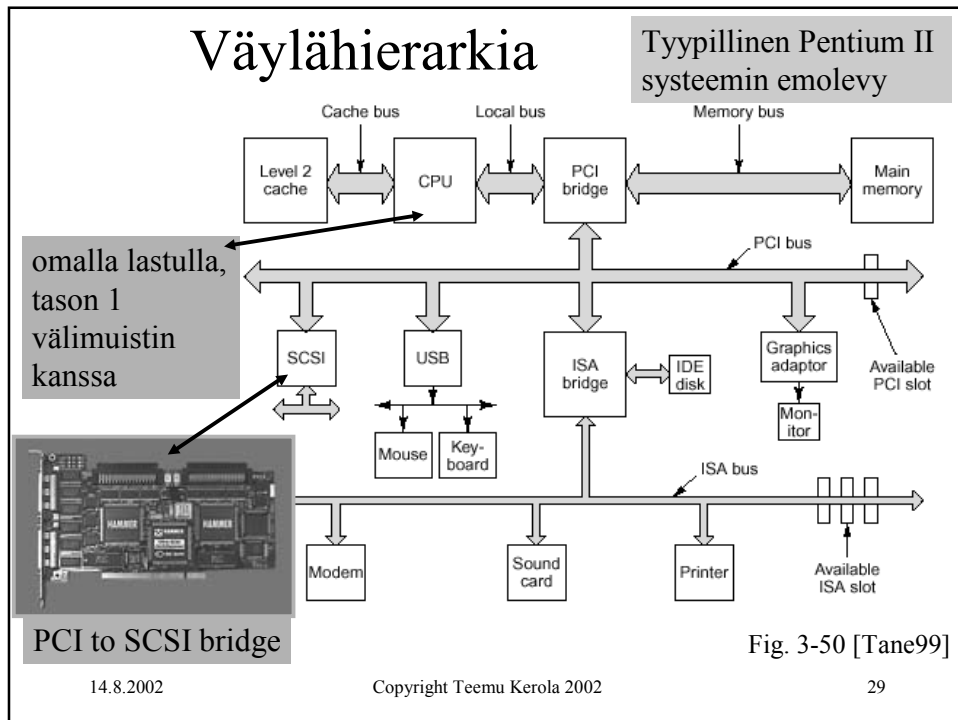 Väylähierarkia
Tyypillinen Pentium II
systeemin emolevy
Cache bus
Local bus
Memory bus
Level 2
cache
CPU
PCI
bridge
Main
memory
omalla lastulla,
tason 1
välimuistin
kanssa
PCI bus
SCSI
USB
ISA
bridge
IDE
disk
Graphics
adaptor
Available
PCI slot
Mouse
Key-
board
Mon-
itor
ISA bus
HAMMER
HAMMER
HAMMER
Modem
Sound
card
Printer
Available
ISA slot
PCI to SCSI bridge
Fig. 3-50 [Tane99]
14.8.2002
Copyright Teemu Kerola 2002
29